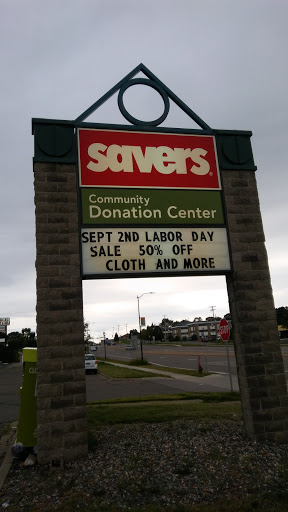 savers
Community
Donation Center
SEPT 2ND LABOR DAY
SALE 50% OFF
CLOTH AND MORE